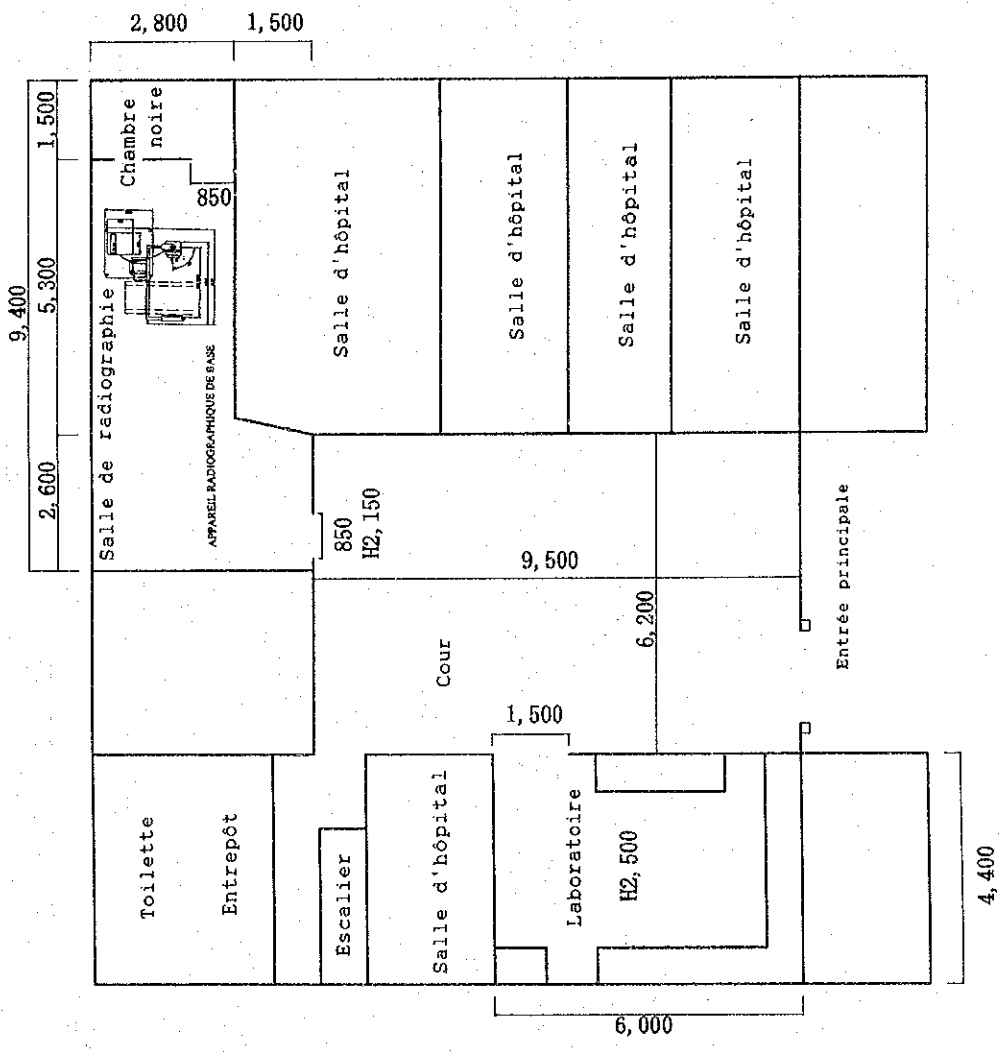 2,800
1,500
9,400
1,500
5,300
2,600
Chambre
noire
850
Salle de radiographie
APPAREIL RADIOGRAPHIQUE DE BASE
Salle d'hôpital
Salle d'hôpital
Salle d'hôpital
Salle d'hôpital
850
H2,150
9,500
6,200
Cour
Entrée principale
1,500
Toilette
Entrepôt
Escalier
Salle d'hôpital
Laboratoire
H2,500
4,400
6,000